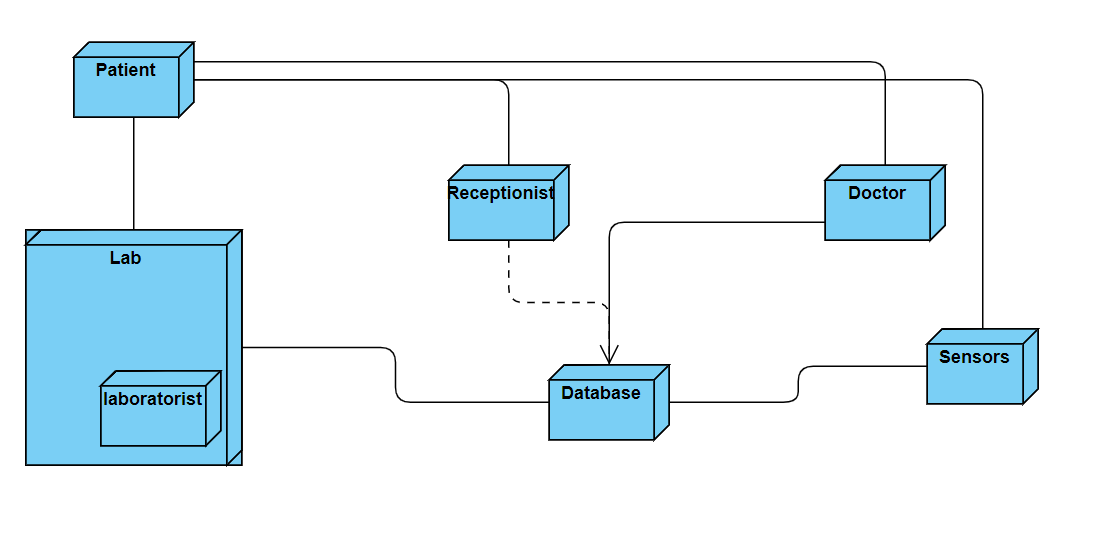 Patient
Receptionist
Doctor
Lab
Sensors
Database
laboratorist